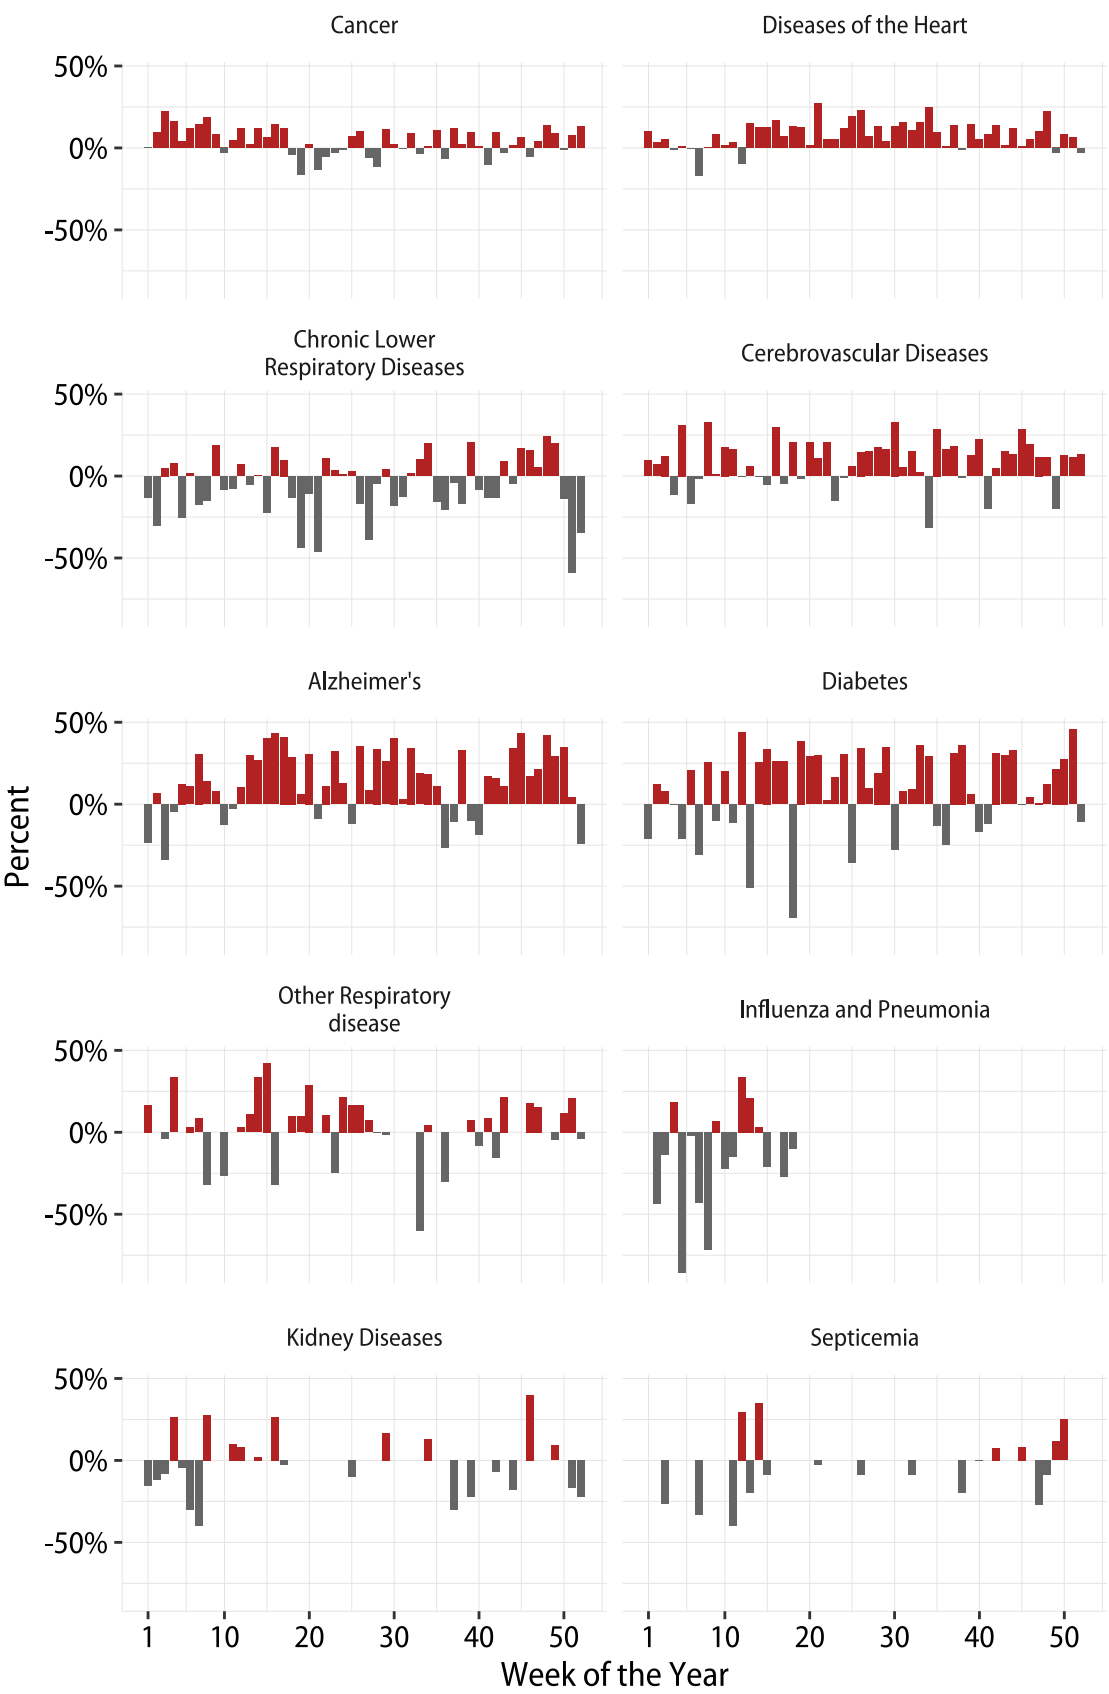 Cancer
Diseases of the Heart
50%
0%
-50%
Chronic Lower
Respiratory Diseases
Cerebrovascular Diseases
50%
0%
-50%
Alzheimer's
Diabetes
50%
0%
-50%
Percent
Other Respiratory
disease
Influenza and Pneumonia
50%
0%
-50%
Kidney Diseases
Septicemia
50%
0%
-50%
1 10 20 30 40 50
1 10 20 30 40 50
Week of the Year